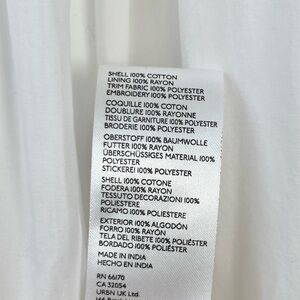 SHELL 100% COTTON
LINING 100% RAYON
TRIM FABRIC 100% POLYESTER
EMBROIDERY 100% POLYESTER
COQUILLE 100% COTON
DOUBLURE 100% RAYONNE
TISSU DE GARNITURE 100% POLYESTER
BRODERIE 100% POLYESTER
OBERSTOFF 100% BAUMWOLLE
FUTTER 100% RAYON
ÜBERSCHÜSSIGES MATERIAL 100%
POLYESTER
STICKEREI 100% POLYESTER
SHELL 100% COTONE
FODERA 100% RAYON
TESSUTO DECORAZIONI 100%
POLIESTERE
RICAMO 100% POLIESTERE
EXTERIOR 100% ALGODÓN
FORRO 100% RAYÓN
TELA DEL RIBETE 100% POLIÉSTER
BORDADO 100% POLIÉSTER
MADE IN INDIA
HECHO EN INDIA
RN 66170
CA 32054
URBN UK Ltd.